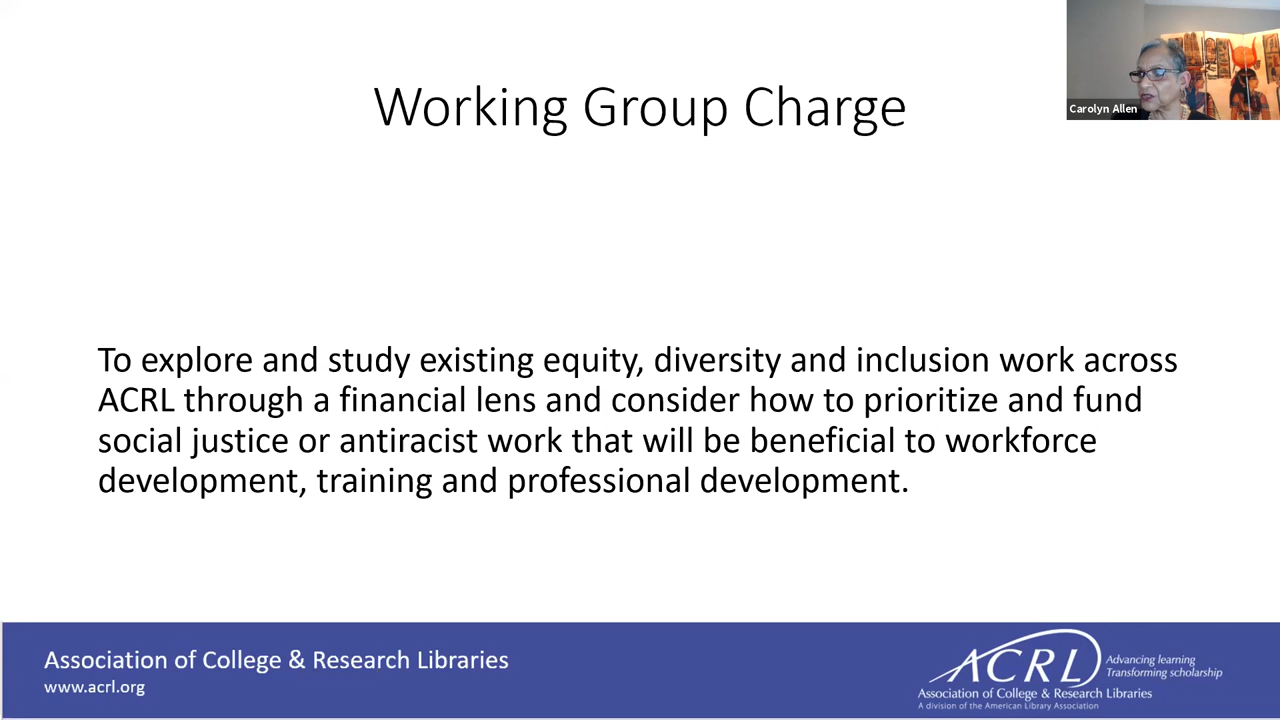 Working Group Charge
Carolyn Allen
To explore and study existing equity, diversity and inclusion work across
ACRL through a financial lens and consider how to prioritize and fund
social justice or antiracist work that will be beneficial to workforce
development, training and professional development.
Association of College & Research Libraries
www.acrl.org
ACRL
Advancing learning
Transforming scholarship
Association of College & Research Libraries
A division of the American Library Association